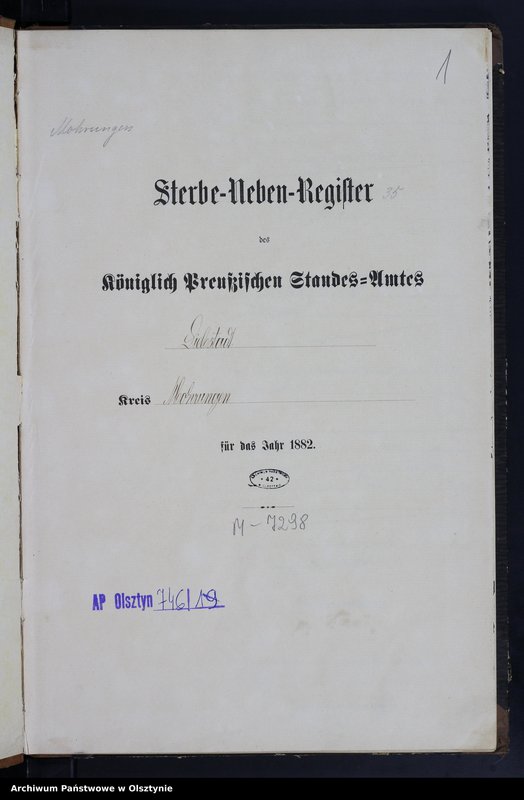 1
Mohrungen
Sterbe-Neben-Register 35
des
Königlich Preußischen Standes-Amtes
Liebstadt
Kreis Mohrungen
für das Jahr 1882.
* 42 *
M - 7298
AP Olsztyn 746/19
Archiwum Państwowe w Olsztynie